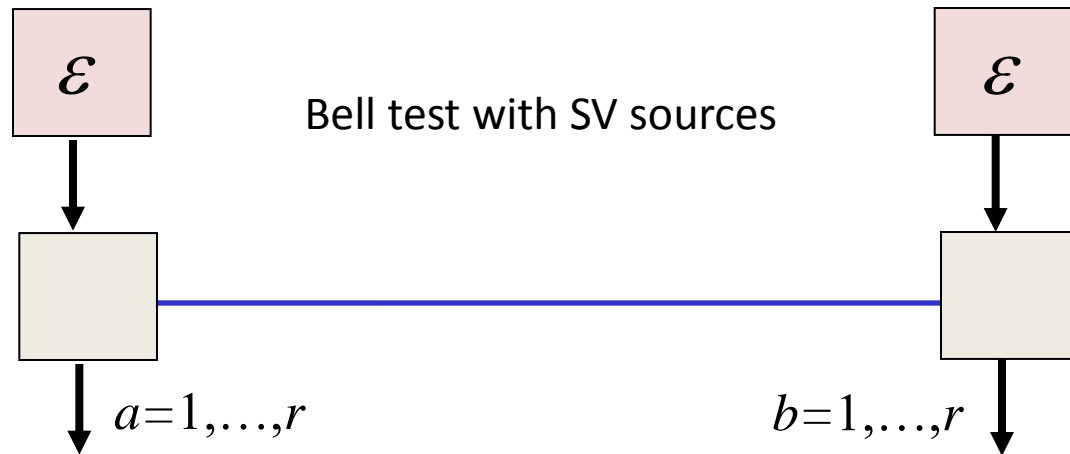 ε
ε
Bell test with SV sources
a=1,…,r
b=1,…,r